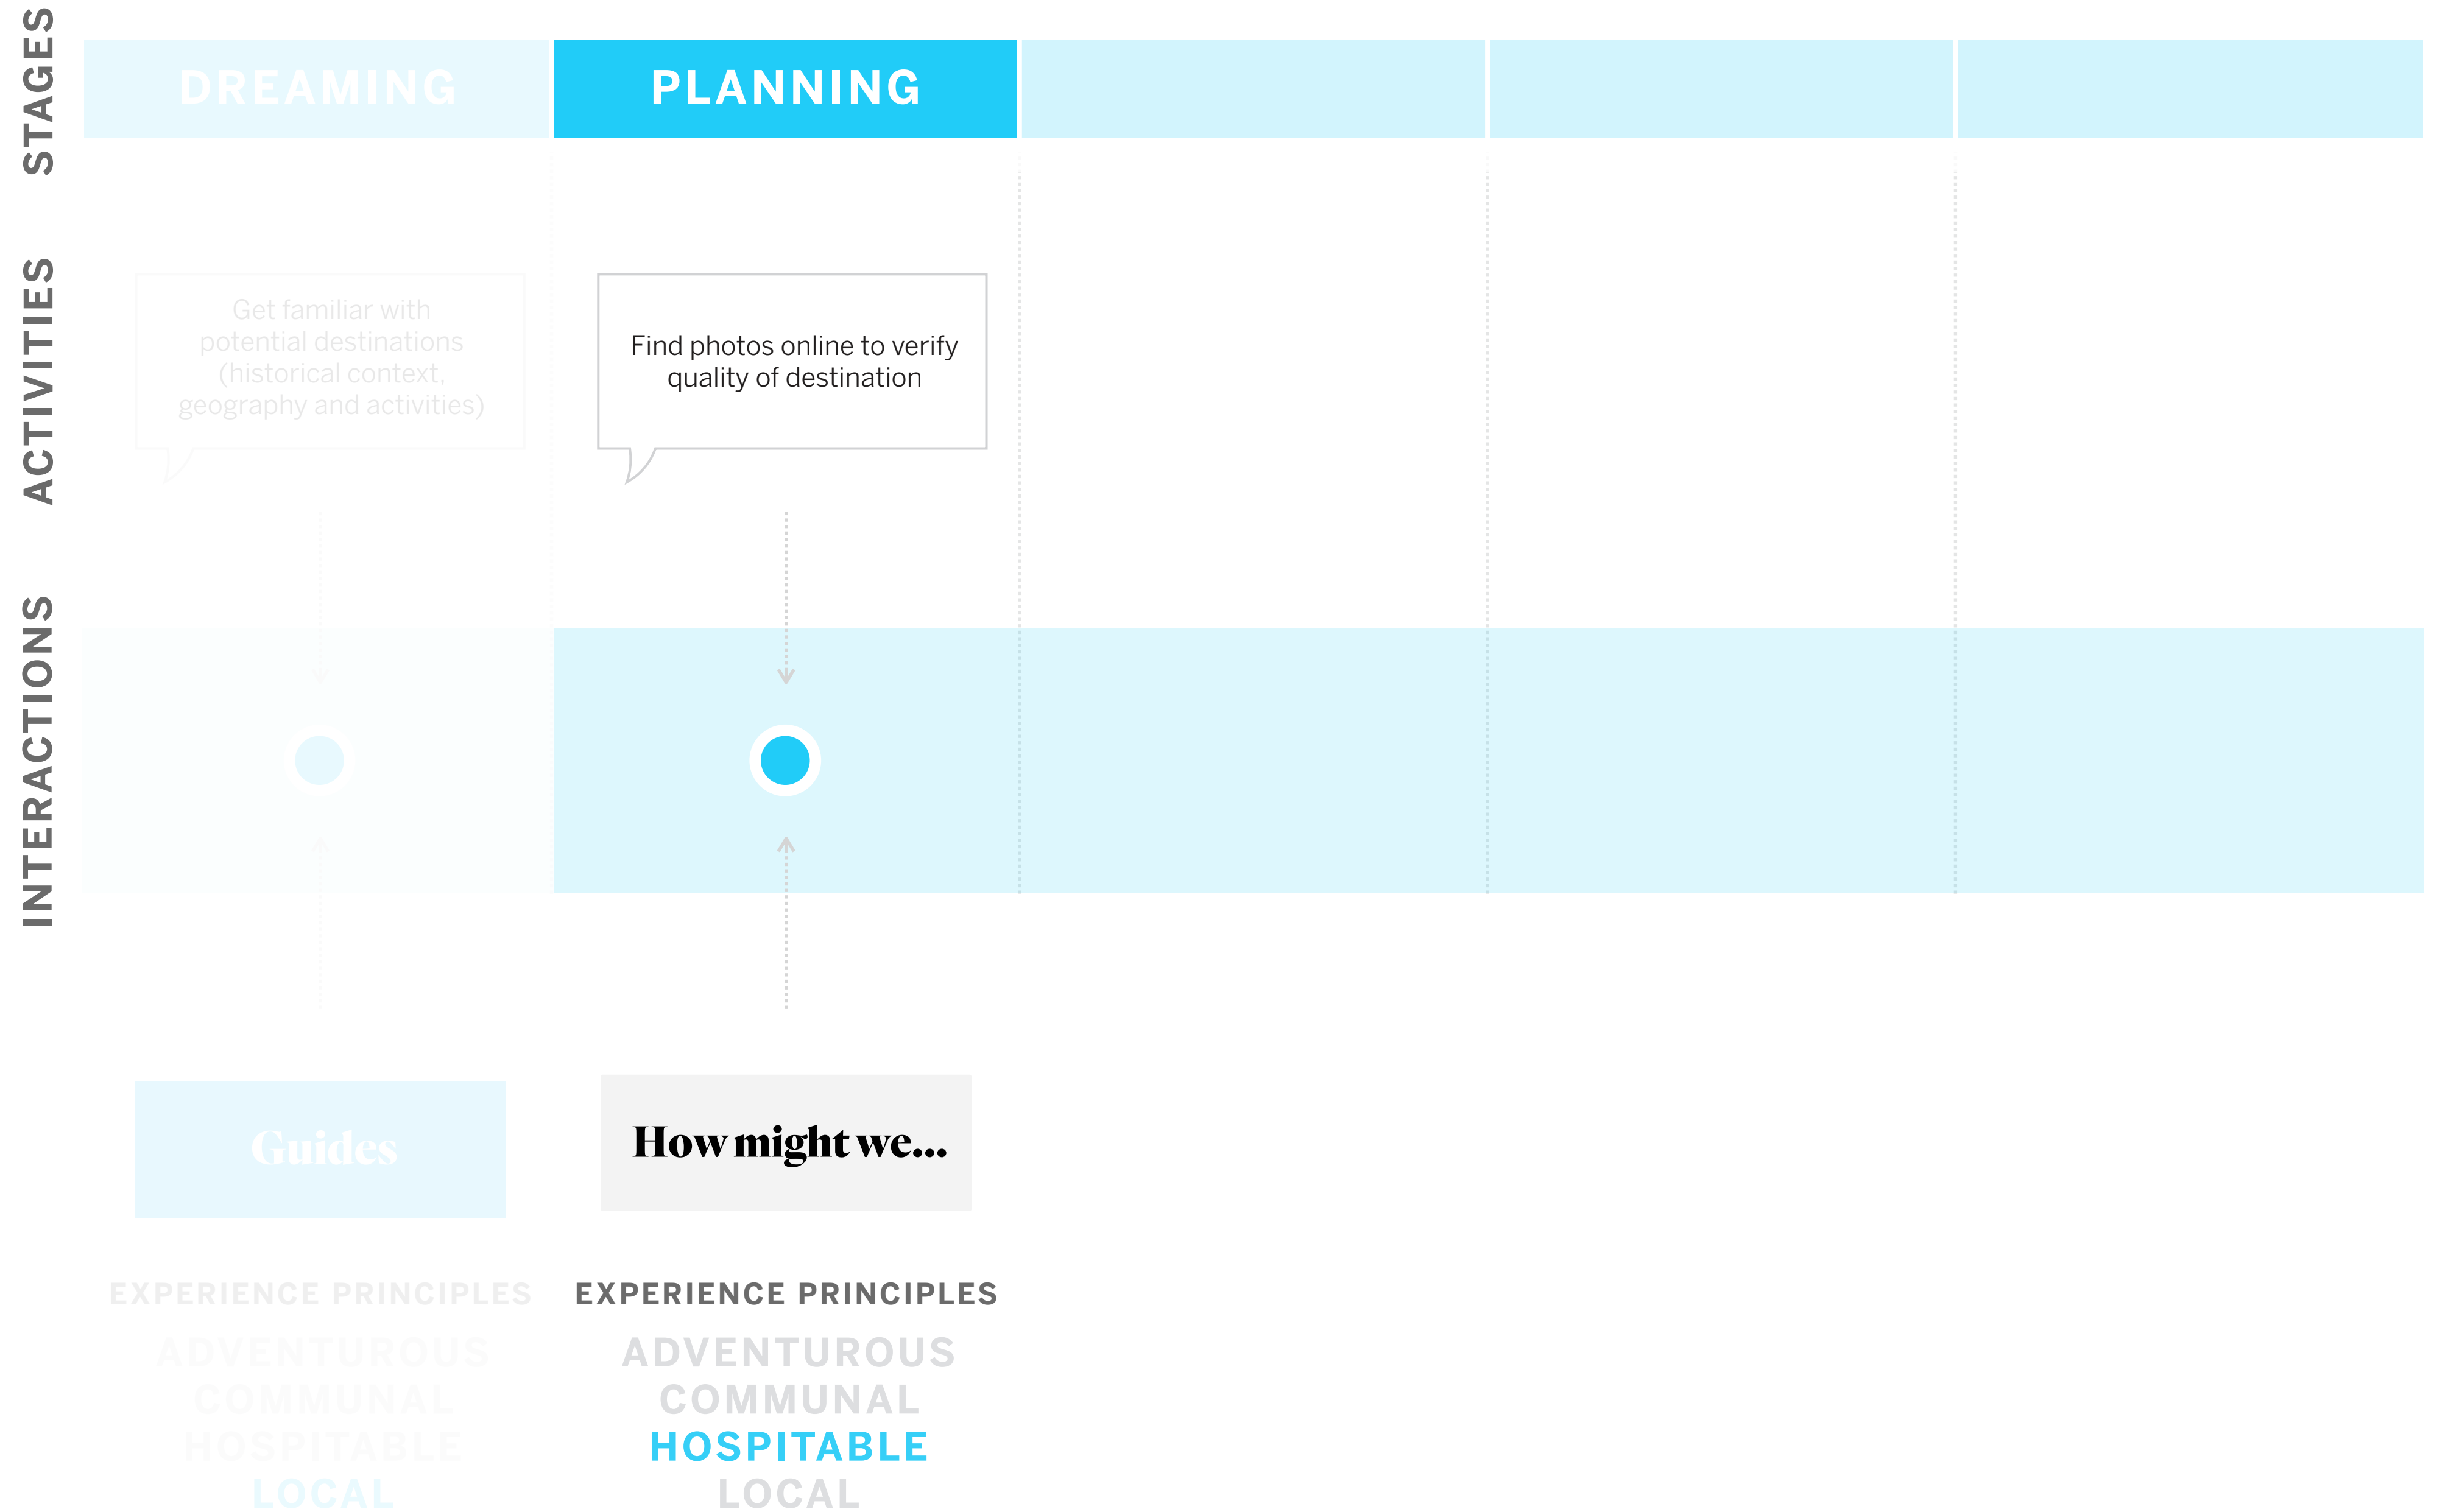 STAGES
DREAMING
PLANNING
ACTIVITIES
Get familiar with
potential destinations
(historical context,
geography and activities)
Find photos online to verify
quality of destination
INTERACTIONS
Guides
How might we...
EXPERIENCE PRINCIPLES
ADVENTUROUS
COMMUNAL
HOSPITABLE
LOCAL
EXPERIENCE PRINCIPLES
ADVENTUROUS
COMMUNAL
HOSPITABLE
LOCAL